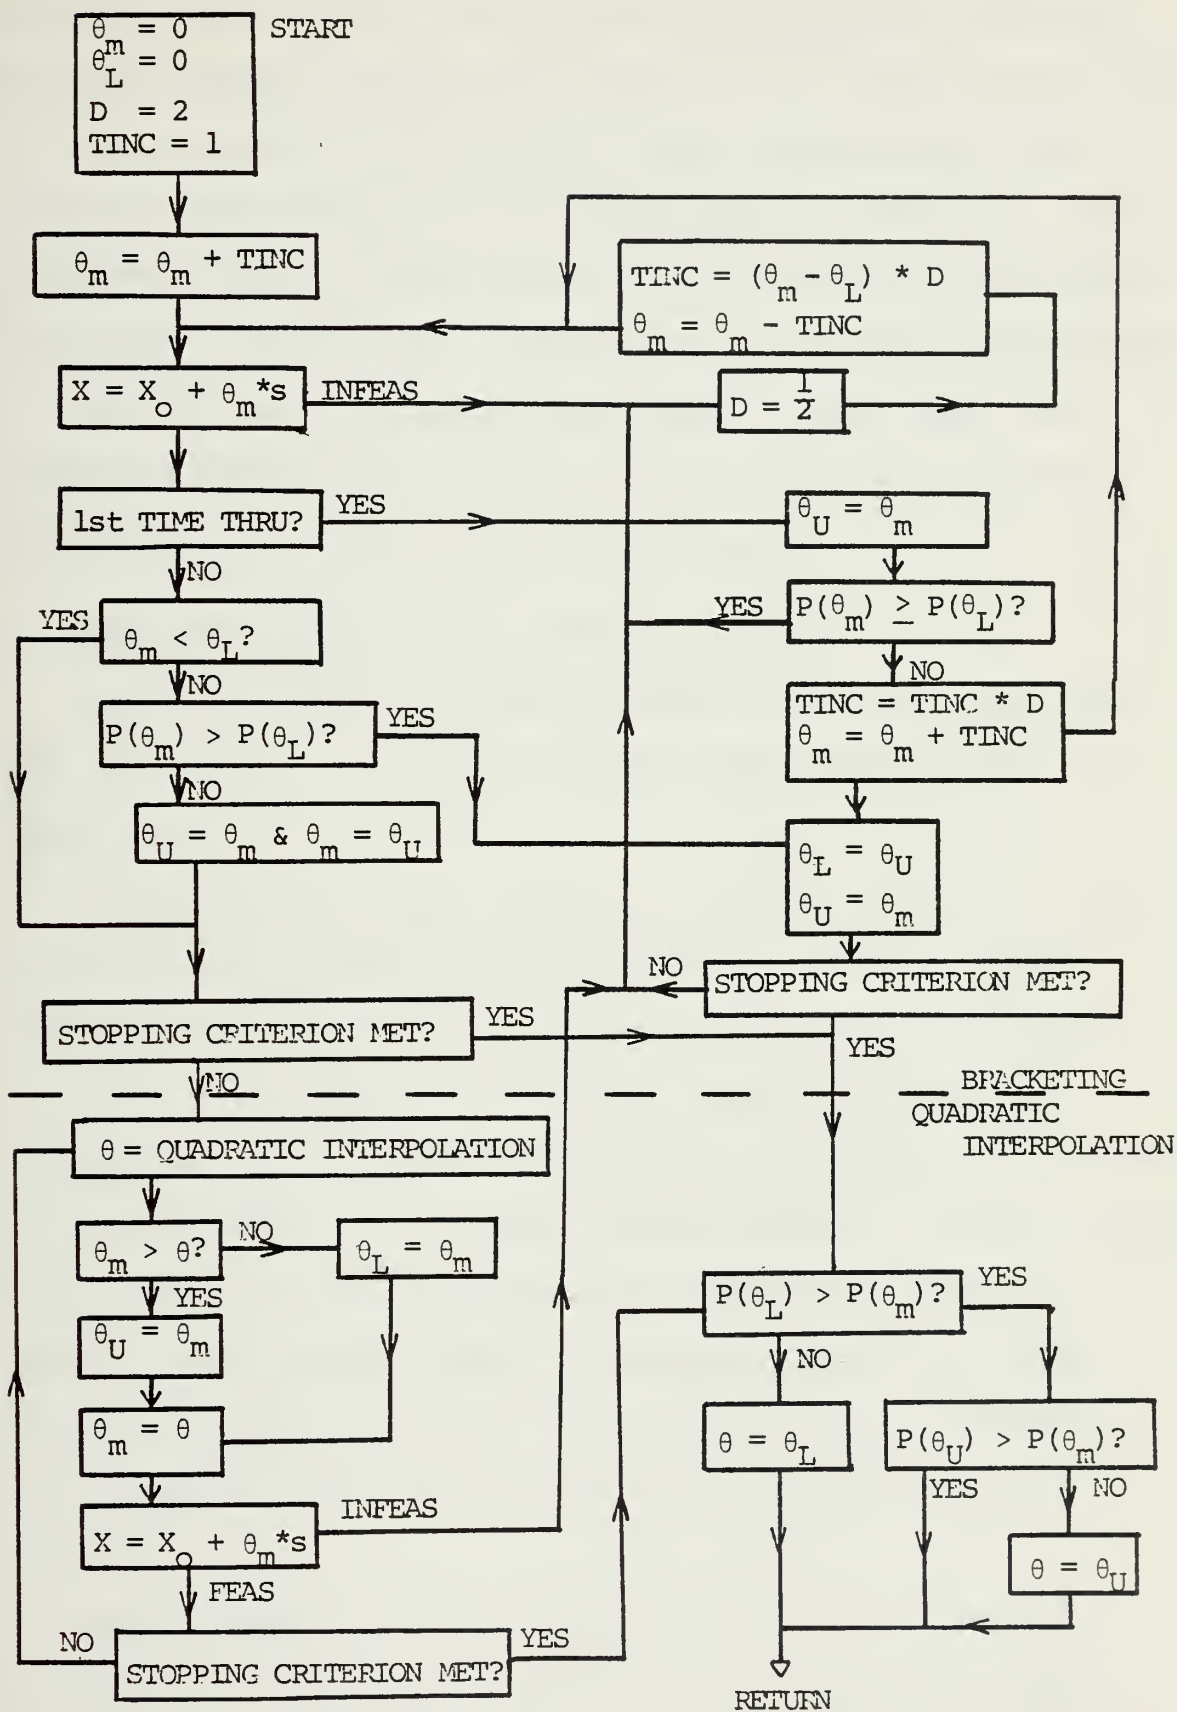 θm = 0
θL = 0
D = 2
TINC = 1
START
θm = θm + TINC
TINC = (θm - θL) * D
θm = θm - TINC
X = Xo + θm*s
INFEAS
D = 1/2
1st TIME THRU?
YES
θU = θm
NO
YES
θm < θL?
YES
P(θm) ≥ P(θL)?
NO
NO
P(θm) > P(θL)?
YES
TINC = TINC * D
θm = θm + TINC
NO
θU = θm & θm = θU
θL = θU
θU = θm
NO
STOPPING CRITERION MET?
STOPPING CRITERION MET?
YES
YES
NO
BRACKETING
QUADRATIC
INTERPOLATION
θ = QUADRATIC INTERPOLATION
θm > θ?
NO
θL = θm
YES
θU = θm
P(θL) > P(θm)?
YES
NO
θm = θ
θ = θL
P(θU) > P(θm)?
YES
NO
X = Xo + θm*s
INFEAS
FEAS
θ = θU
NO
STOPPING CRITERION MET?
YES
RETURN